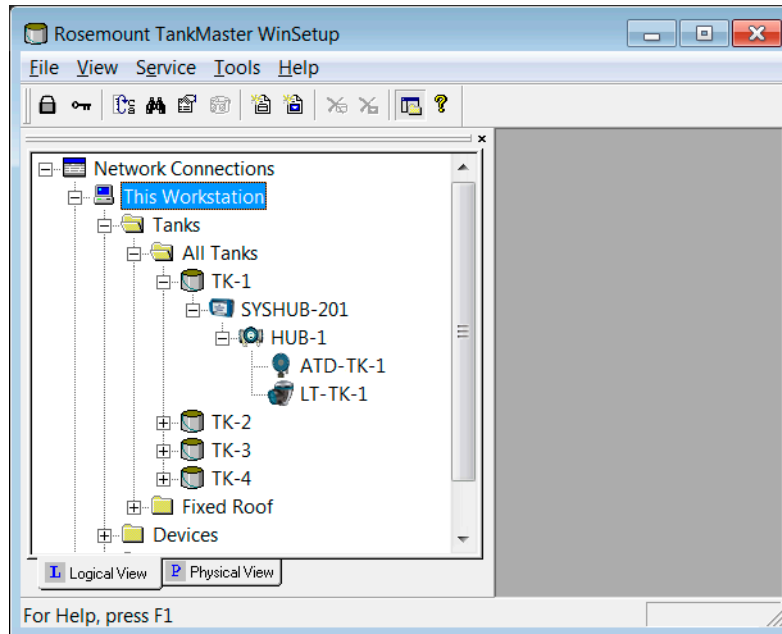 Rosemount TankMaster WinSetup
File View Service Tools Help
Network Connections
This Workstation
Tanks
All Tanks
TK-1
SYSHUB-201
HUB-1
ATD-TK-1
LT-TK-1
TK-2
TK-3
TK-4
Fixed Roof
Devices
L Logical View P Physical View
For Help, press F1